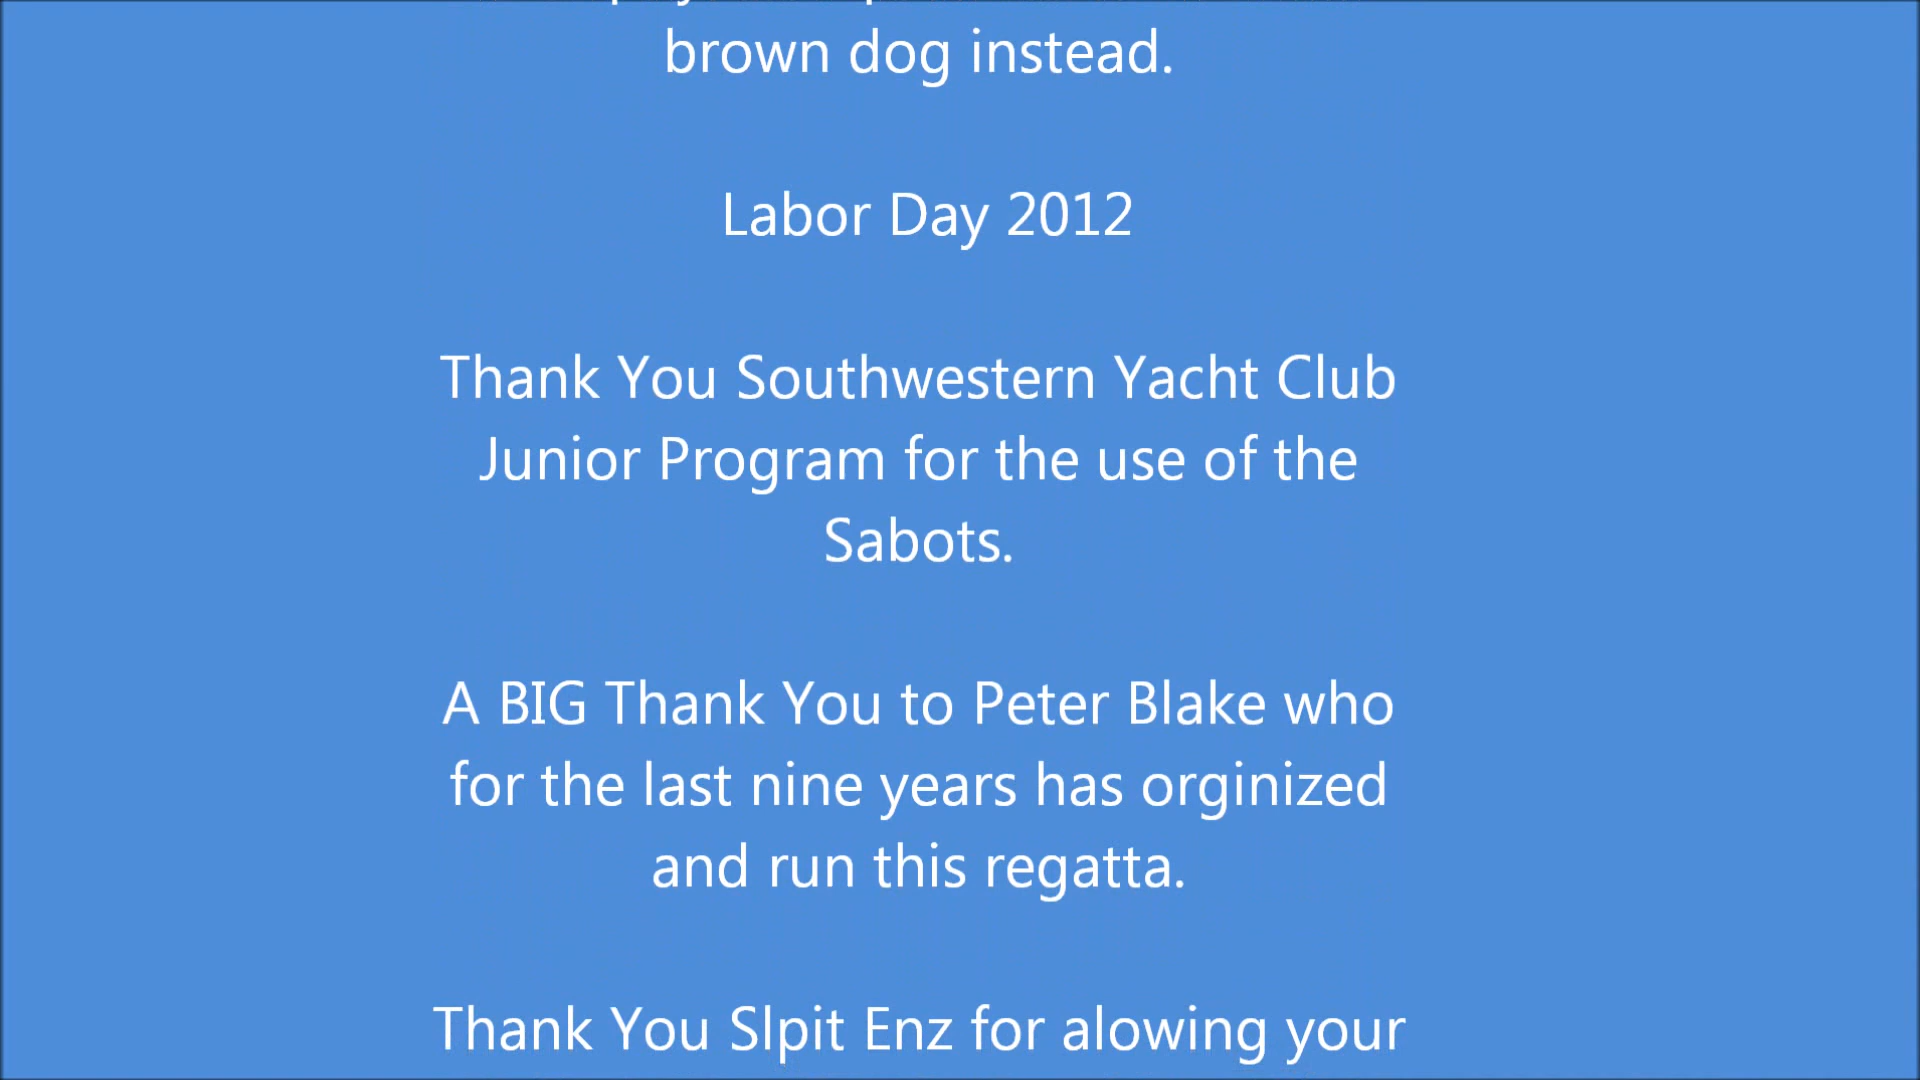 brown dog instead.
Labor Day 2012
Thank You Southwestern Yacht Club
Junior Program for the use of the
Sabots.
A BIG Thank You to Peter Blake who
for the last nine years has orginized
and run this regatta.
Thank You Slpit Enz for alowing your